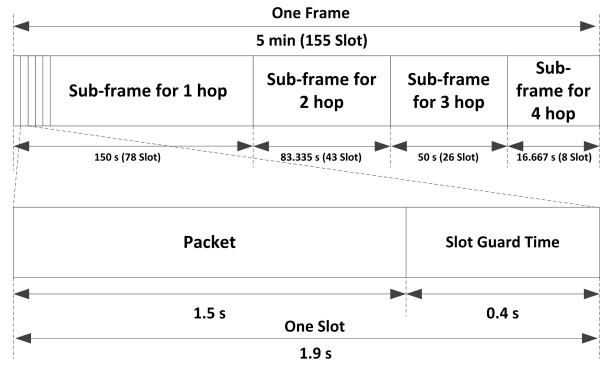 One Frame
5 min (155 Slot)
Sub-frame for 1 hop
Sub-frame for
2 hop
Sub-frame
for 3 hop
Sub-
frame for
4 hop
150 s (78 Slot)
83.335 s (43 Slot)
50 s (26 Slot)
16.667 s (8 Slot)
Packet
Slot Guard Time
1.5 s
0.4 s
One Slot
1.9 s